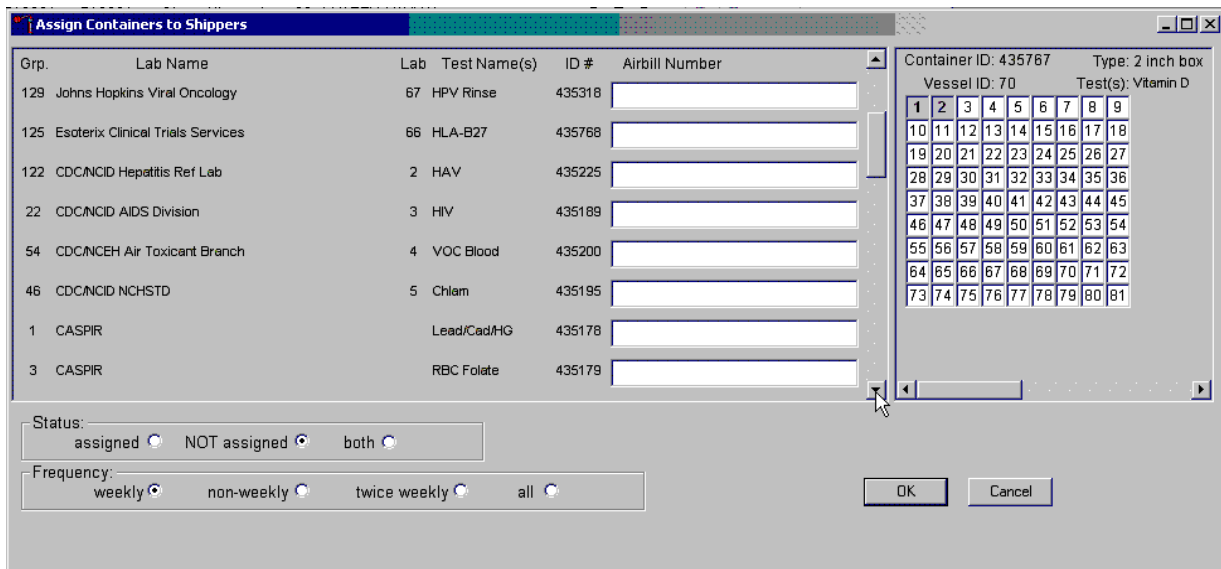 Assign Containers to Shippers
Grp. Lab Name Lab Test Name(s) ID # Airbill Number
129 Johns Hopkins Viral Oncology 67 HPV Rinse 435318
125 Esoterix Clinical Trials Services 66 HLA-B27 435768
122 CDC/NCID Hepatitis Ref Lab 2 HAV 435225
22 CDC/NCID AIDS Division 3 HIV 435189
54 CDC/NCEH Air Toxicant Branch 4 VOC Blood 435200
46 CDC/NCID NCHSTD 5 Chlam 435195
1 CASPIR Lead/Cad/HG 435178
3 CASPIR RBC Folate 435179
Container ID: 435767 Type: 2 inch box
Vessel ID: 70 Test(s): Vitamin D
1 2 3 4 5 6 7 8 9
10 11 12 13 14 15 16 17 18
19 20 21 22 23 24 25 26 27
28 29 30 31 32 33 34 35 36
37 38 39 40 41 42 43 44 45
46 47 48 49 50 51 52 53 54
55 56 57 58 59 60 61 62 63
64 65 66 67 68 69 70 71 72
73 74 75 76 77 78 79 80 81
Status:
assigned NOT assigned both
Frequency:
weekly non-weekly twice weekly all
OK Cancel